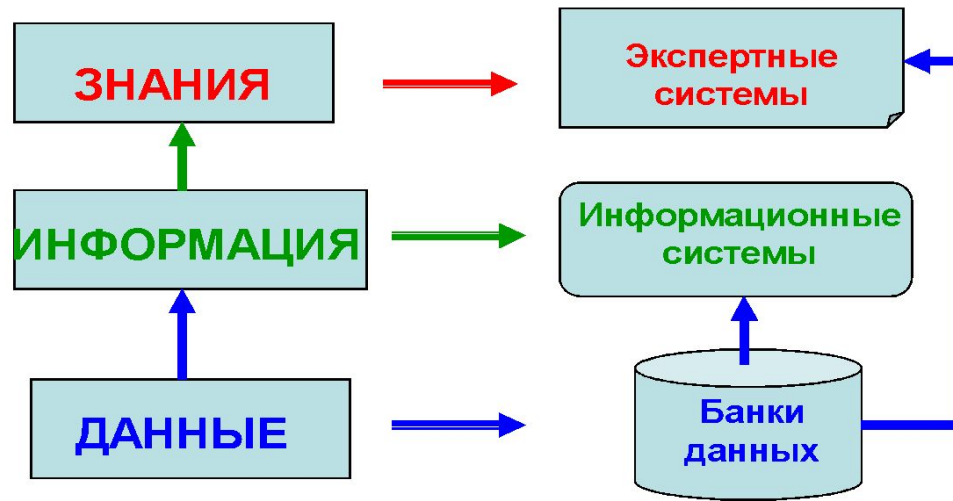 ЗНАНИЯ
Экспертные
системы
ИНФОРМАЦИЯ
Информационные
системы
ДАННЫЕ
Банки
данных